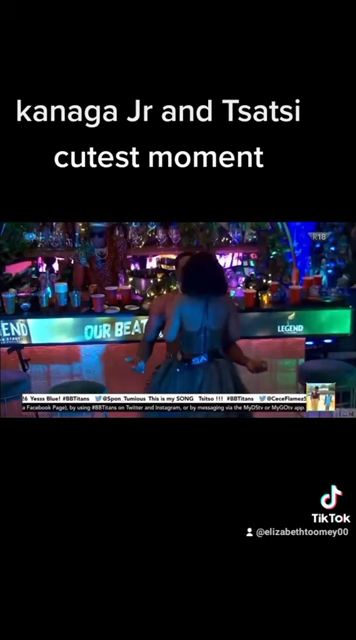 kanaga Jr and Tsatsi
cutest moment
R18
END
OUR BEAT
LEGEND
Yesss Blue! #BBTitans @Spon_Tumious This is my SONG Tsitso !!! #BBTitans @CeceFlamez
a Facebook Page), by using #BBTitans on Twitter and Instagram, or by messaging via the MyDStv or MyGOtv app.
TikTok
@elizabethtoomey00